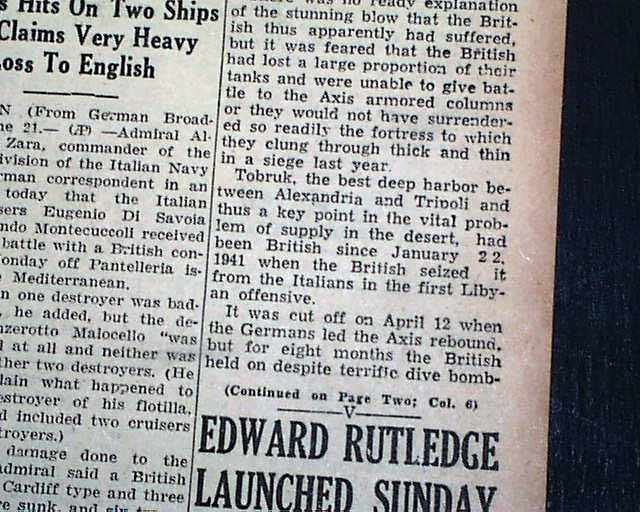 s Hits On Two Ships
Claims Very Heavy
oss To English
N (From German Broad-
ne 21.— (AP) —Admiral Al-
Zara, commander of the
ivision of the Italian Navy
rman correspondent in an
today that the Italian
sers Eugenio Di Savoia
ndo Montecuccoli received
battle with a British con-
onday off Pantelleria is-
e Mediterranean.
n one destroyer was bad-
, he added, but the de-
nzerotto Malocello "was
d at all and neither was
ther two destroyers. (He
lain what happened to
estroyer of his flotilla,
d included two cruisers
troyers.)
damage done to the
admiral said a British
Cardiff type and three
re sunk, and six
was no ready explanation
of the stunning blow that the Brit-
ish thus apparently had suffered,
but it was feared that the British
had lost a large proportion of their
tanks and were unable to give bat-
tle to the Axis armored columns
or they would not have surrender-
ed so readily the fortress to which
they clung through thick and thin
in a siege last year.
Tobruk, the best deep harbor be-
tween Alexandria and Tripoli and
thus a key point in the vital prob-
lem of supply in the desert, had
been British since January 22,
1941 when the British seized it
from the Italians in the first Liby-
an offensive.
It was cut off on April 12 when
the Germans led the Axis rebound,
but for eight months the British
held on despite terrific dive bomb-
(Continued on Page Two; Col. 6)
V
EDWARD RUTLEDGE
LAUNCHED SUNDAY